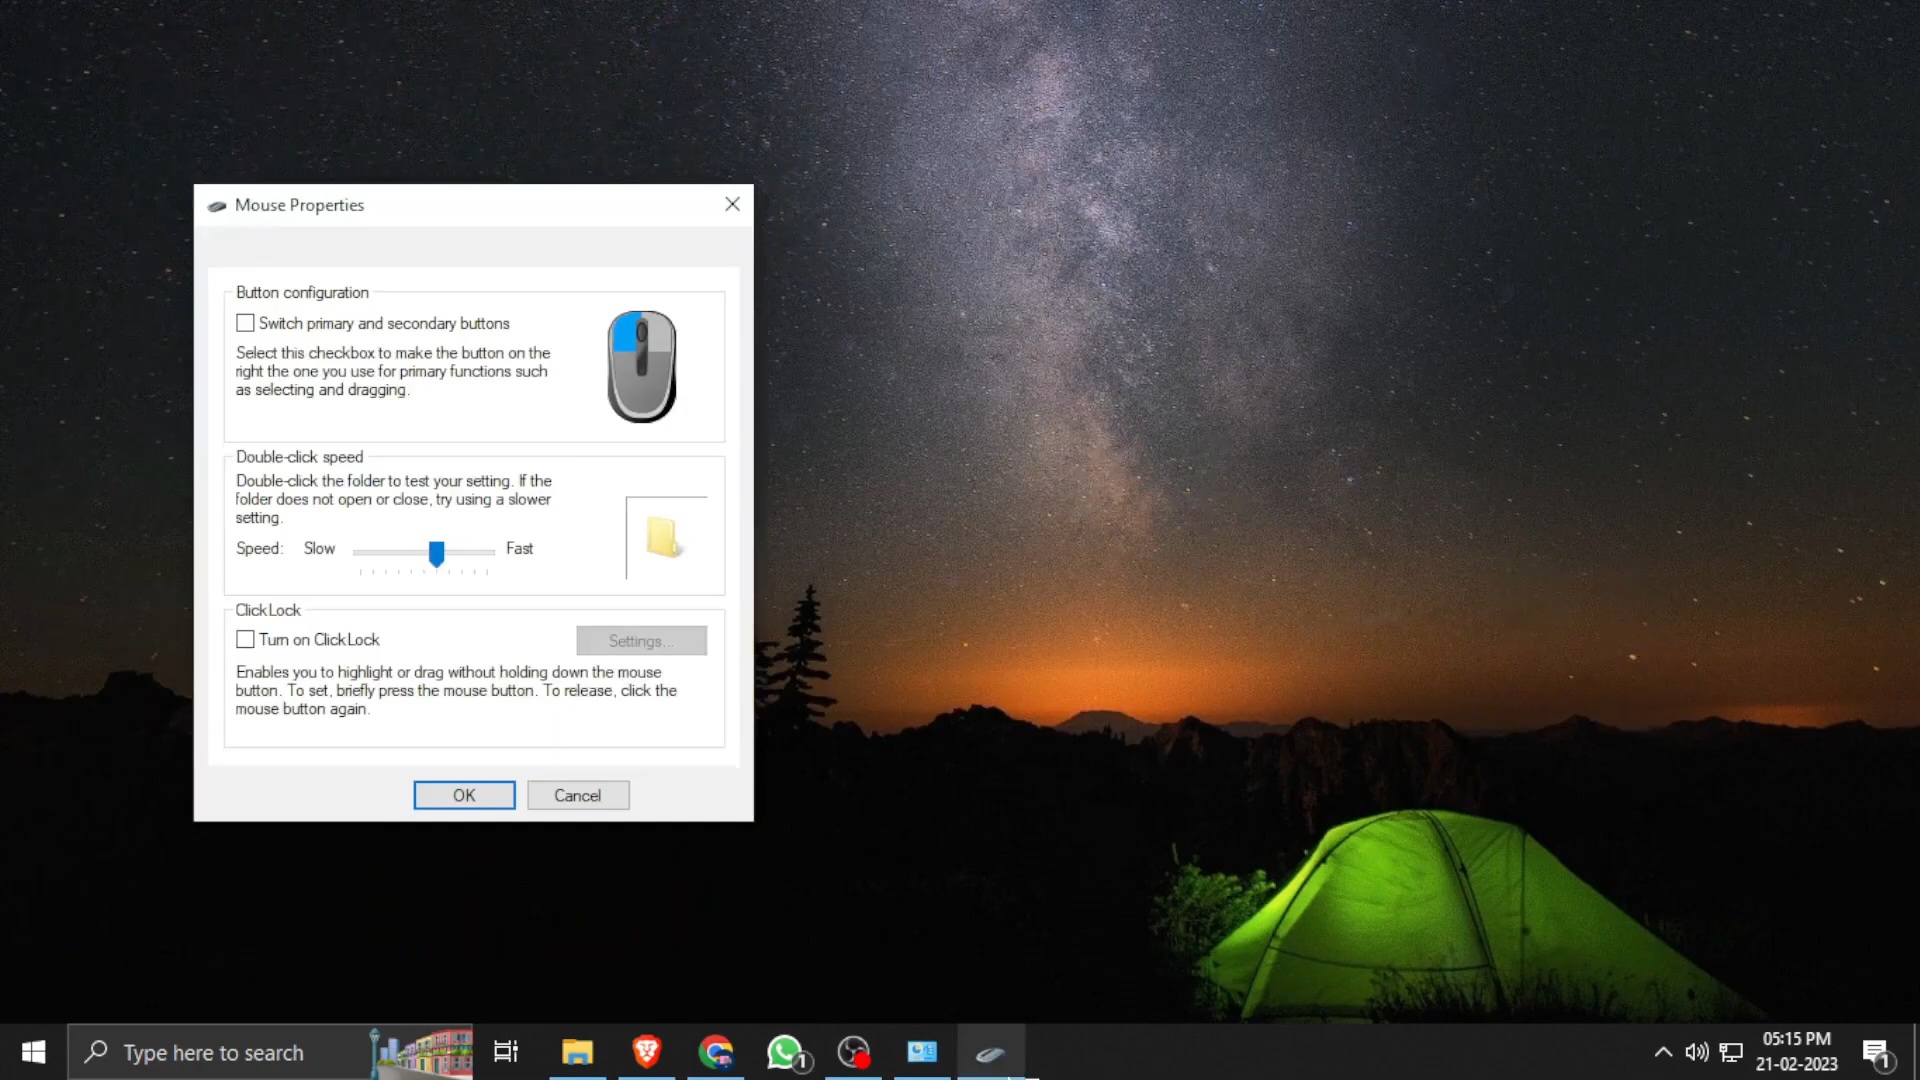 Mouse Properties
Button configuration
Switch primary and secondary buttons
Select this checkbox to make the button on the
right the one you use for primary functions such
as selecting and dragging.
Double-click speed
Double-click the folder to test your setting. If the
folder does not open or close, try using a slower
setting.
Speed: Slow Fast
ClickLock
Turn on ClickLock
Settings...
Enables you to highlight or drag without holding down the mouse
button. To set, briefly press the mouse button. To release, click the
mouse button again.
OK Cancel
Type here to search
1
05:15 PM
21-02-2023
1